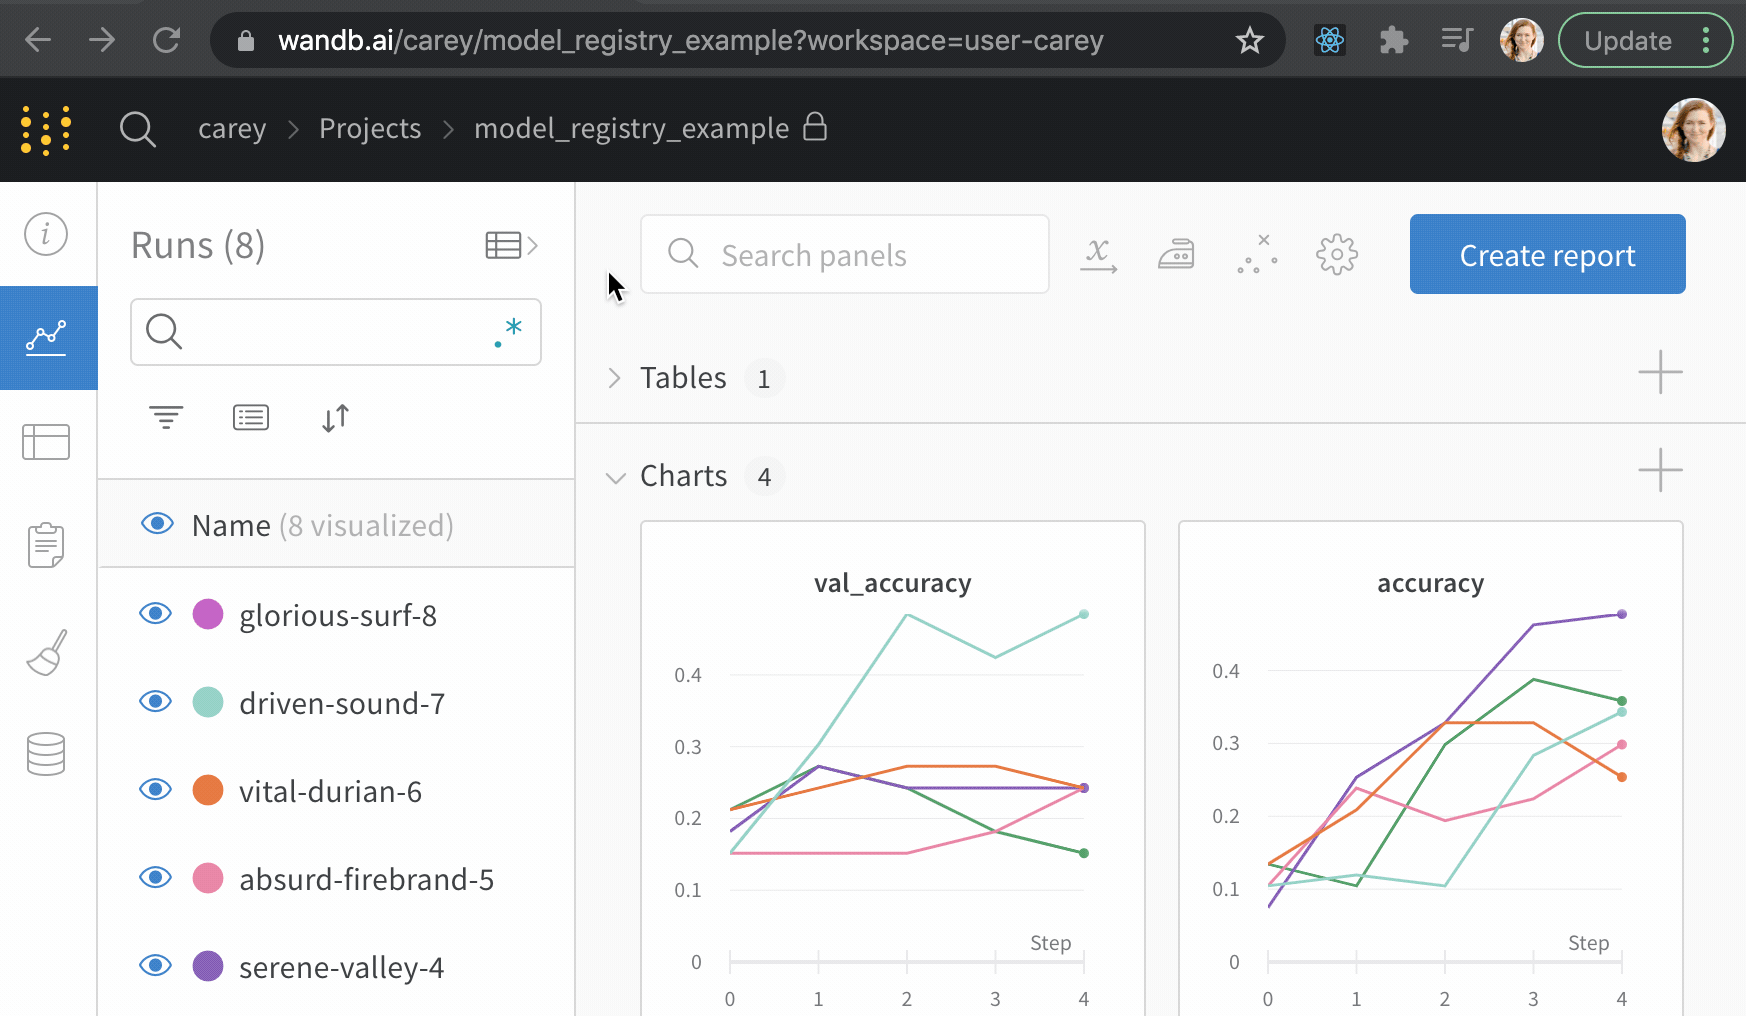 wandb.ai/carey/model_registry_example?workspace=user-carey
Update
carey > Projects > model_registry_example
Runs (8)
Search panels
Create report
.*
Tables 1
Charts 4
Name (8 visualized)
glorious-surf-8
driven-sound-7
vital-durian-6
absurd-firebrand-5
serene-valley-4
val_accuracy
0.4
0.3
0.2
0.1
0
Step
0 1 2 3 4
accuracy
0.4
0.3
0.2
0.1
0
Step
0 1 2 3 4